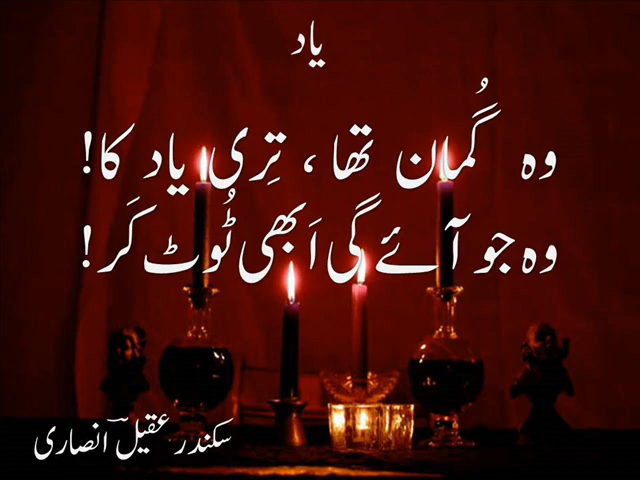 یاد
وہ گُمان تھا، تِری یاد کا!
وہ جو آئے گی اَبھی ٹُوٹ کَر!
سکندر عقیلؔ انصاری